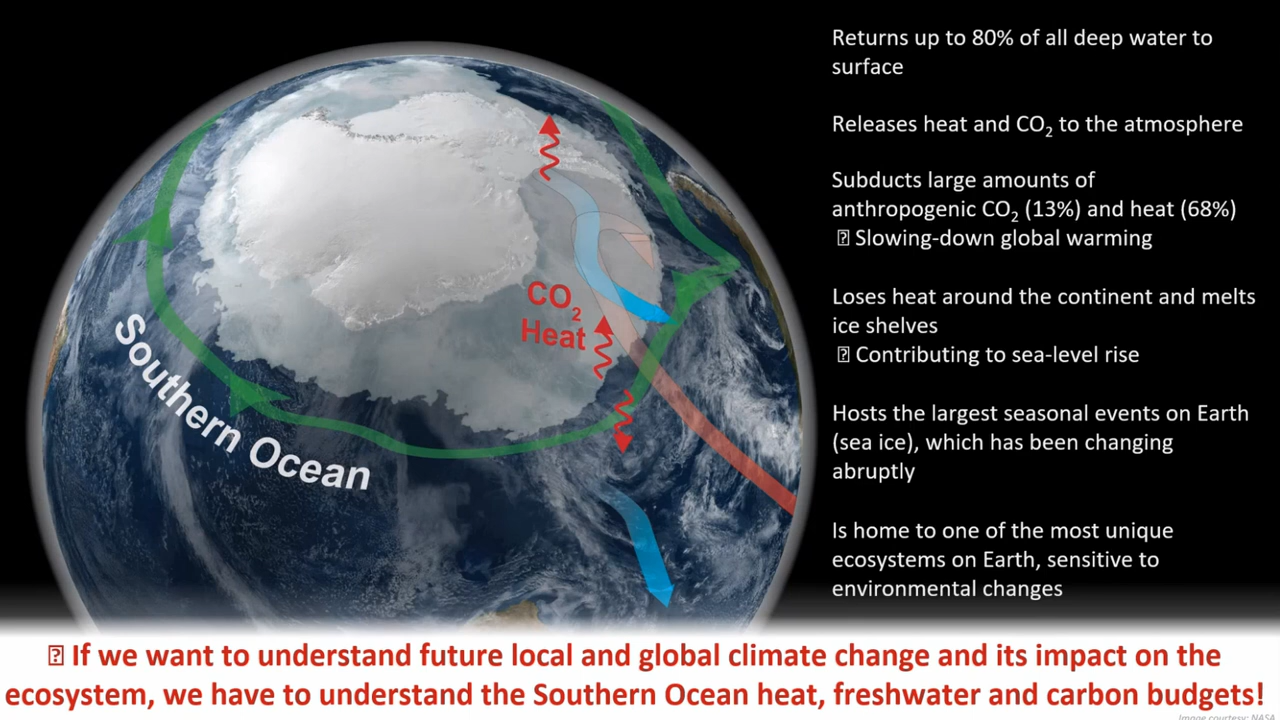 Returns up to 80% of all deep water to
surface
Releases heat and CO₂ to the atmosphere
Subducts large amounts of
anthropogenic CO₂ (13%) and heat (68%)
⍰ Slowing-down global warming
Loses heat around the continent and melts
ice shelves
⍰ Contributing to sea-level rise
Hosts the largest seasonal events on Earth
(sea ice), which has been changing
abruptly
Is home to one of the most unique
ecosystems on Earth, sensitive to
environmental changes
CO₂
Heat
Southern Ocean
⍰ If we want to understand future local and global climate change and its impact on the
ecosystem, we have to understand the Southern Ocean heat, freshwater and carbon budgets!
Image courtesy: NASA